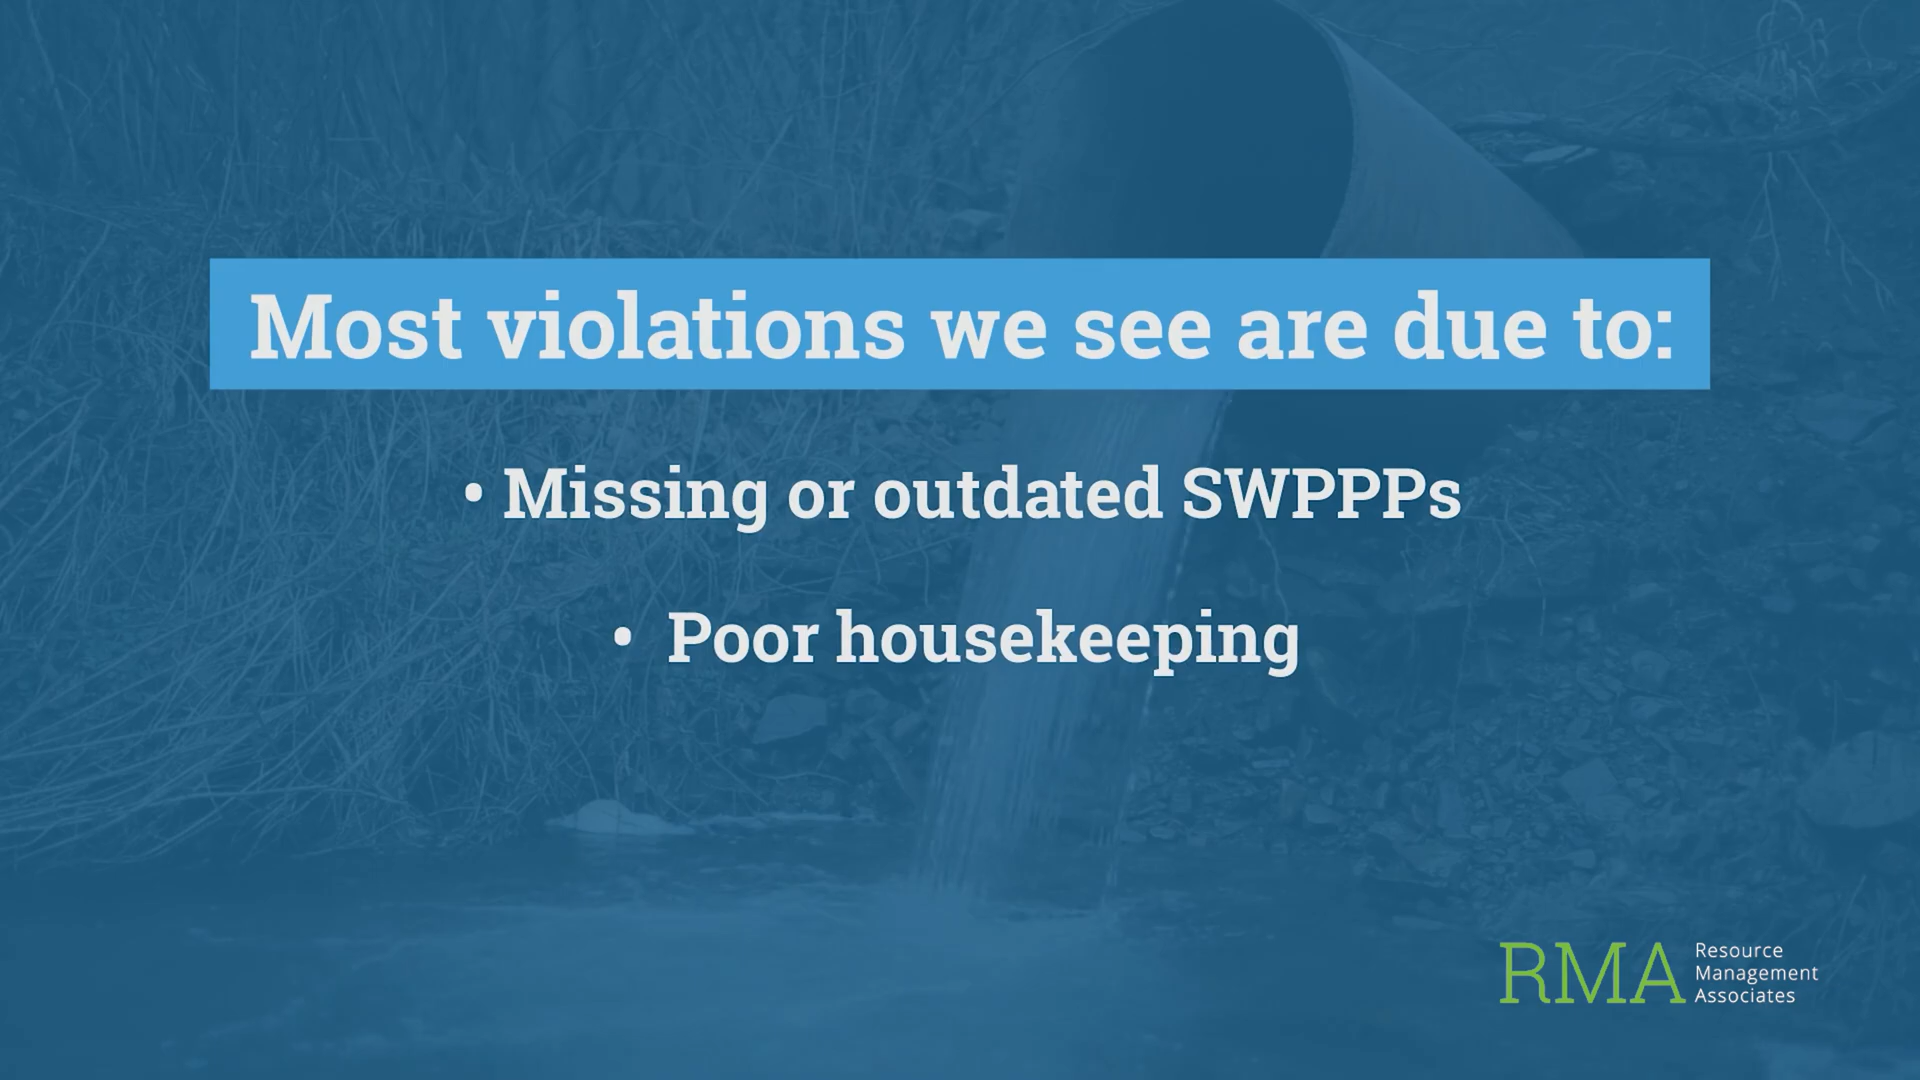 Most violations we see are due to:
• Missing or outdated SWPPPs
• Poor housekeeping
RMA
Resource
Management
Associates